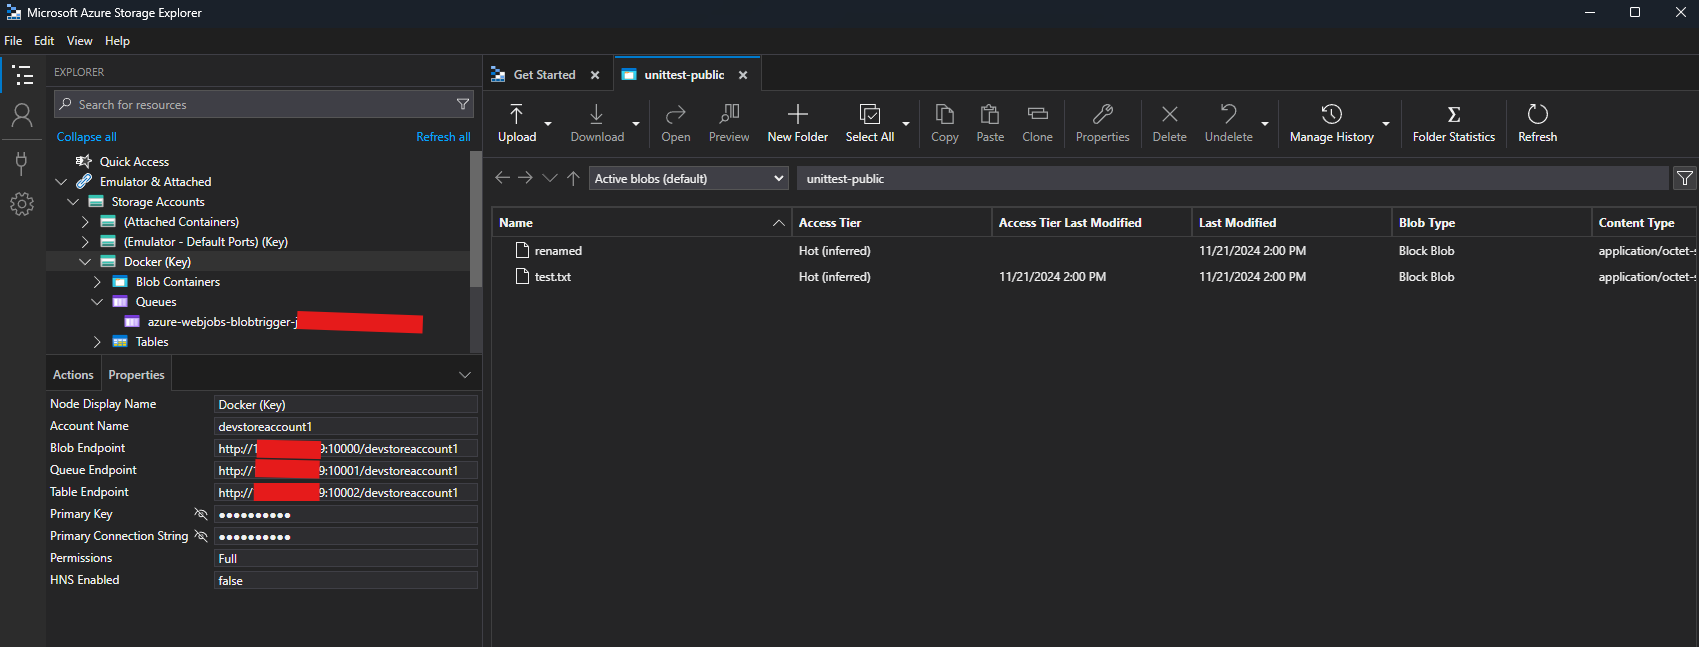 Microsoft Azure Storage Explorer
File Edit View Help
EXPLORER
Search for resources
Collapse all Refresh all
Quick Access
Emulator & Attached
Storage Accounts
(Attached Containers)
(Emulator - Default Ports) (Key)
Docker (Key)
Blob Containers
Queues
azure-webjobs-blobtrigger-j
Tables
Actions Properties
Node Display Name Docker (Key)
Account Name devstoreaccount1
Blob Endpoint http://1 9:10000/devstoreaccount1
Queue Endpoint http:// 9:10001/devstoreaccount1
Table Endpoint http:// 9:10002/devstoreaccount1
Primary Key ●●●●●●●●●●
Primary Connection String ●●●●●●●●●●
Permissions Full
HNS Enabled false
Get Started unittest-public
Upload Download Open Preview New Folder Select All Copy Paste Clone Properties Delete Undelete Manage History Folder Statistics Refresh
Active blobs (default) unittest-public
Name Access Tier Access Tier Last Modified Last Modified Blob Type Content Type
renamed Hot (inferred) 11/21/2024 2:00 PM Block Blob application/octet-s
test.txt Hot (inferred) 11/21/2024 2:00 PM 11/21/2024 2:00 PM Block Blob application/octet-s